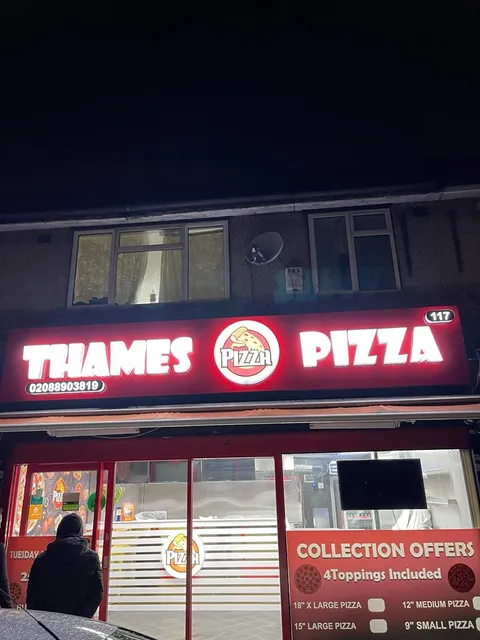 117
THAMES PIZZA PIZZA
02088903819
PIZZA
TUESDAY
COLLECTION OFFERS
4Toppings Included
18" X LARGE PIZZA
12" MEDIUM PIZZA
15" LARGE PIZZA
9" SMALL PIZZA